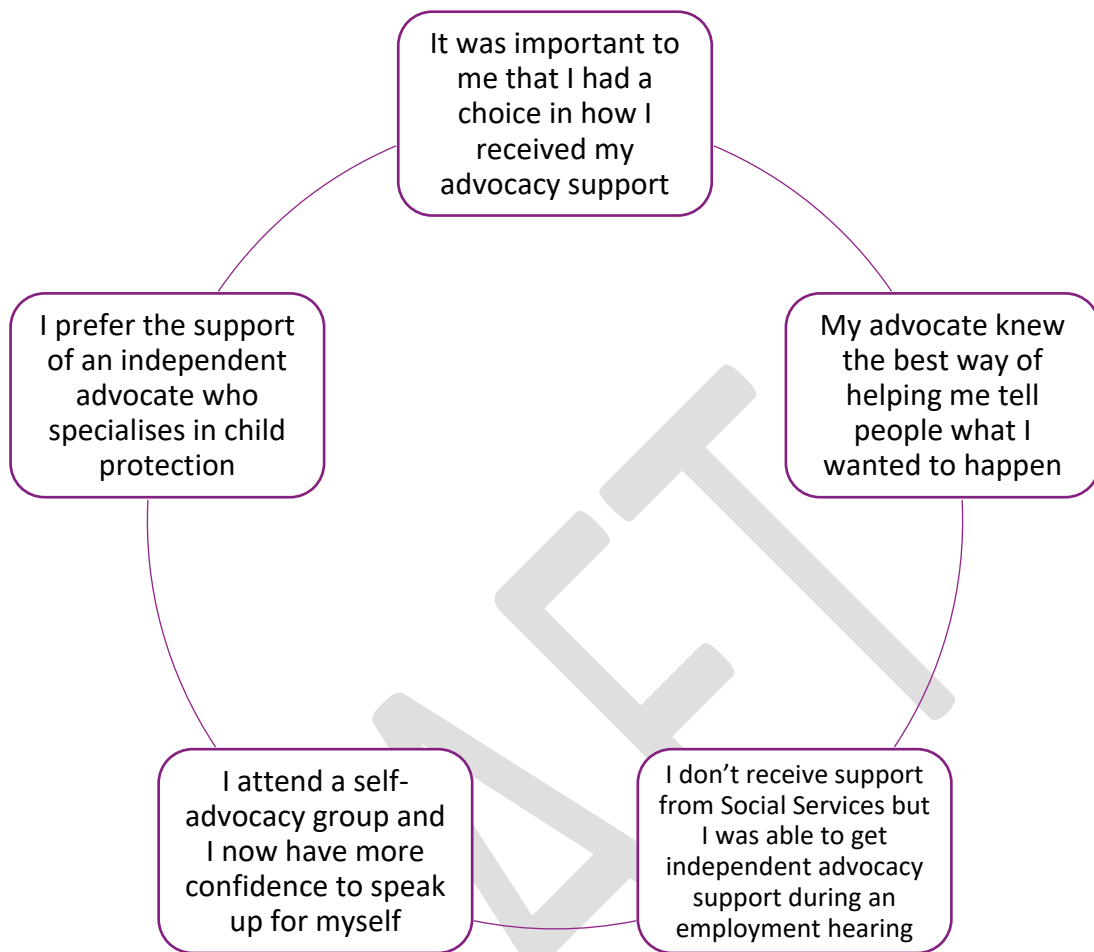 It was important to
me that I had a
choice in how I
received my
advocacy support
I prefer the support
of an independent
advocate who
specialises in child
protection
My advocate knew
the best way of
helping me tell
people what I
wanted to happen
I attend a self-
advocacy group and
I now have more
confidence to speak
up for myself
I don’t receive support
from Social Services but
I was able to get
independent advocacy
support during an
employment hearing
AFT